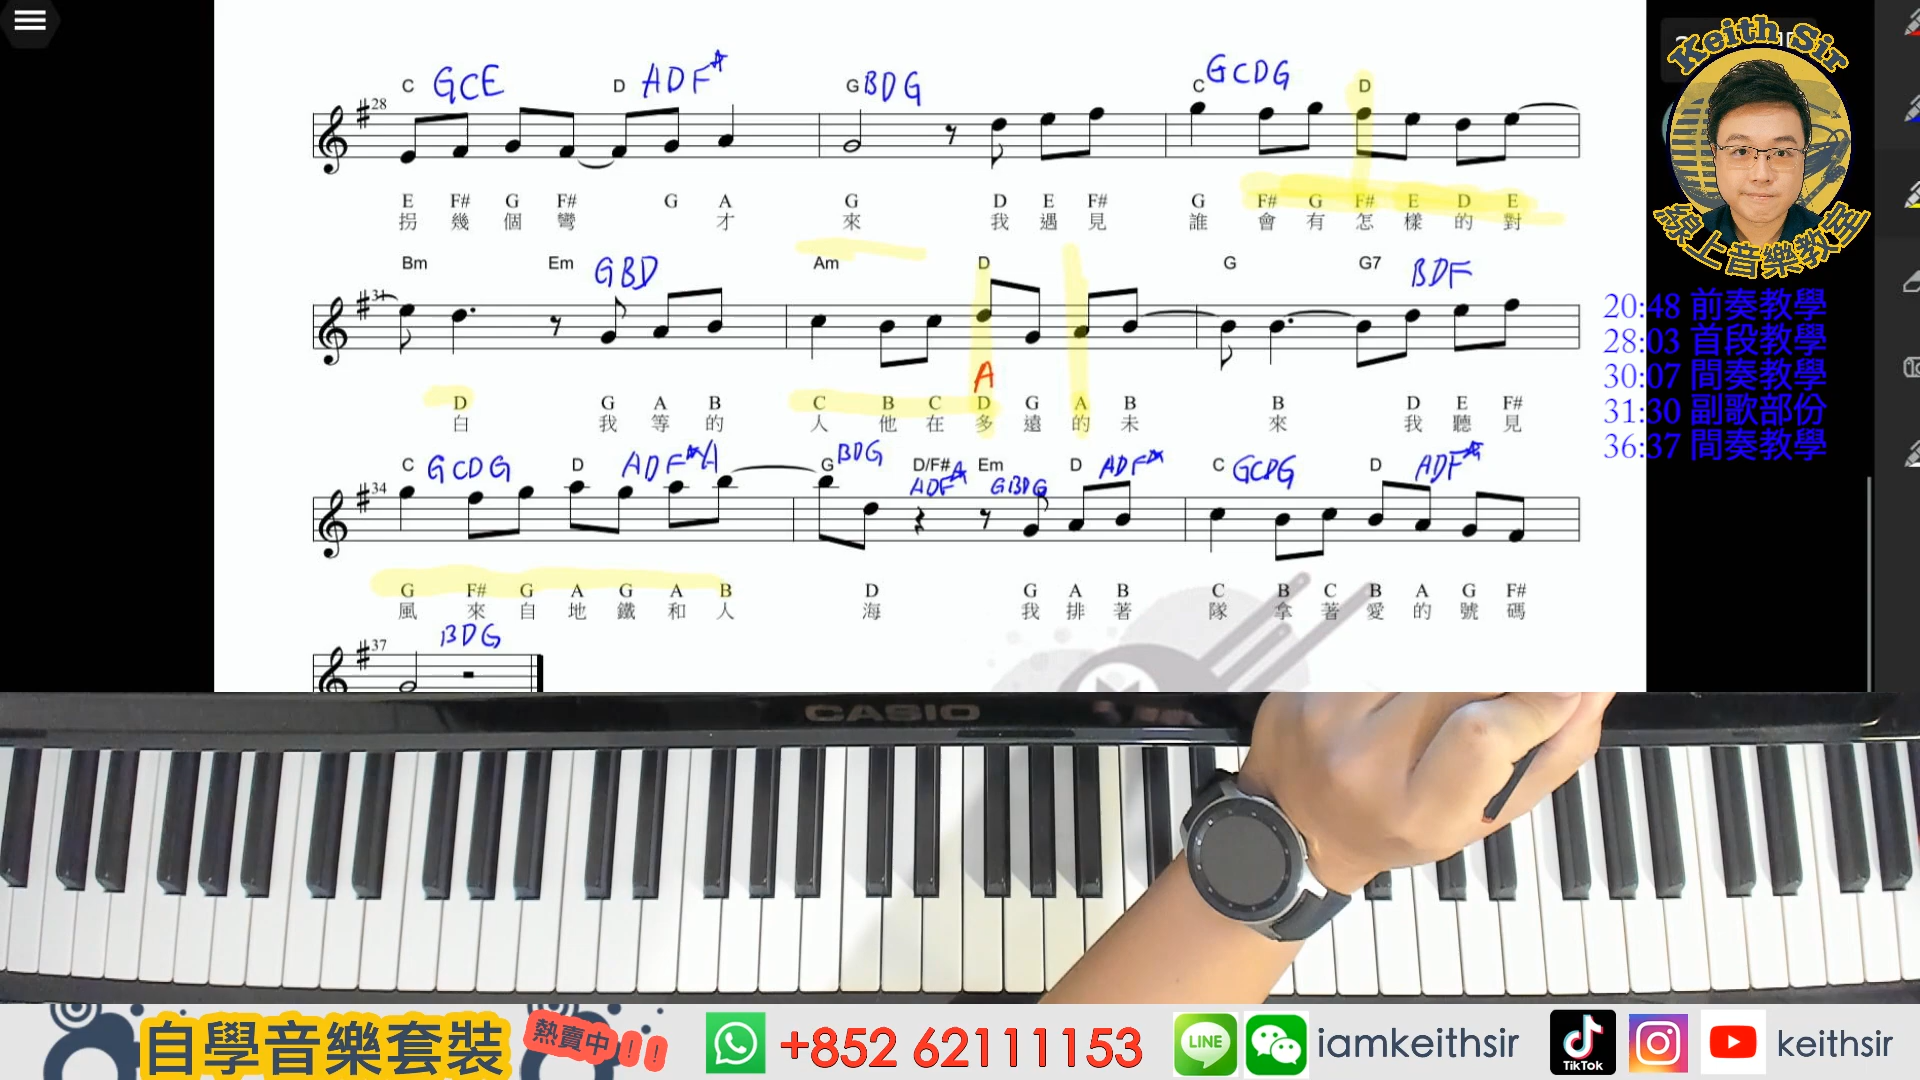 C GCE D ADF# G BDG C GCDG D
28
E F# G F# G A G D E F# G F# G F# E D E
拐 幾 個 彎 才 來 我 遇 見 誰 會 有 怎 樣 的 對
Bm Em GBD Am D G G7 BDF
31
A
D G A B C B C D G A B B D E F#
白 我 等 的 人 他 在 多 遠 的 未 來 我 聽 見
C GCDG D ADF#A G BDG D/F# ADF#A Em GBDG D ADF# C GCDG D ADF#
34
G F# G A G A B D G A B C B C B A G F#
風 來 自 地 鐵 和 人 海 我 排 著 隊 拿 著 愛 的 號 碼
37 BDG
Keith Sir
線上音樂教室
20:48 前奏教學
28:03 首段教學
30:07 間奏教學
31:30 副歌部份
36:37 間奏教學
CASIO
自學音樂套裝 熱賣中!! +852 62111153 LINE iamkeithsir TikTok keithsir